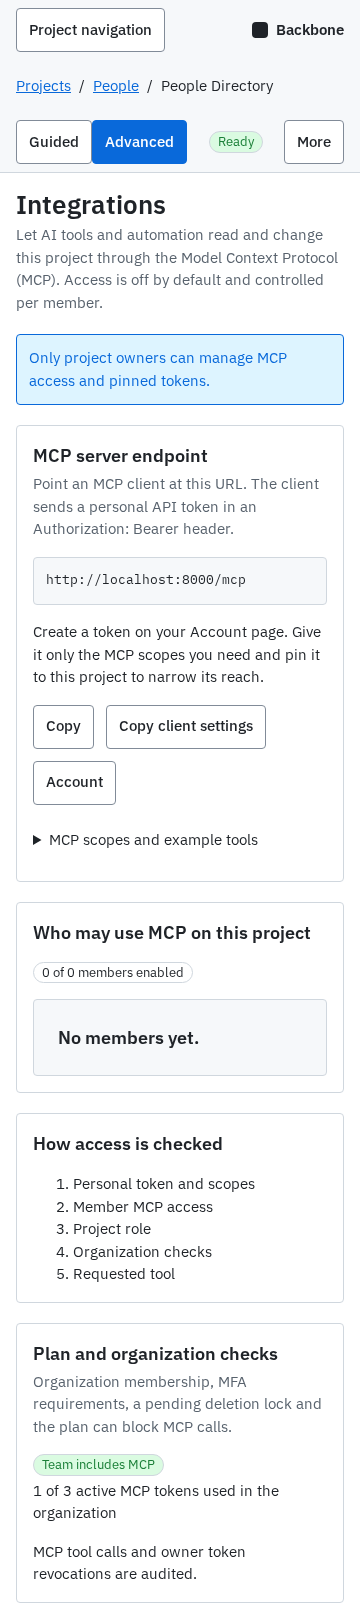 Project navigation
Backbone
Projects / People / People Directory
Guided
Advanced
Ready
More
Integrations
Let AI tools and automation read and change
this project through the Model Context Protocol
(MCP). Access is off by default and controlled
per member.
Only project owners can manage MCP
access and pinned tokens.
MCP server endpoint
Point an MCP client at this URL. The client
sends a personal API token in an
Authorization: Bearer header.
http://localhost:8000/mcp
Create a token on your Account page. Give
it only the MCP scopes you need and pin it
to this project to narrow its reach.
Copy
Copy client settings
Account
MCP scopes and example tools
Who may use MCP on this project
0 of 0 members enabled
No members yet.
How access is checked
1. Personal token and scopes
2. Member MCP access
3. Project role
4. Organization checks
5. Requested tool
Plan and organization checks
Organization membership, MFA
requirements, a pending deletion lock and
the plan can block MCP calls.
Team includes MCP
1 of 3 active MCP tokens used in the
organization
MCP tool calls and owner token
revocations are audited.